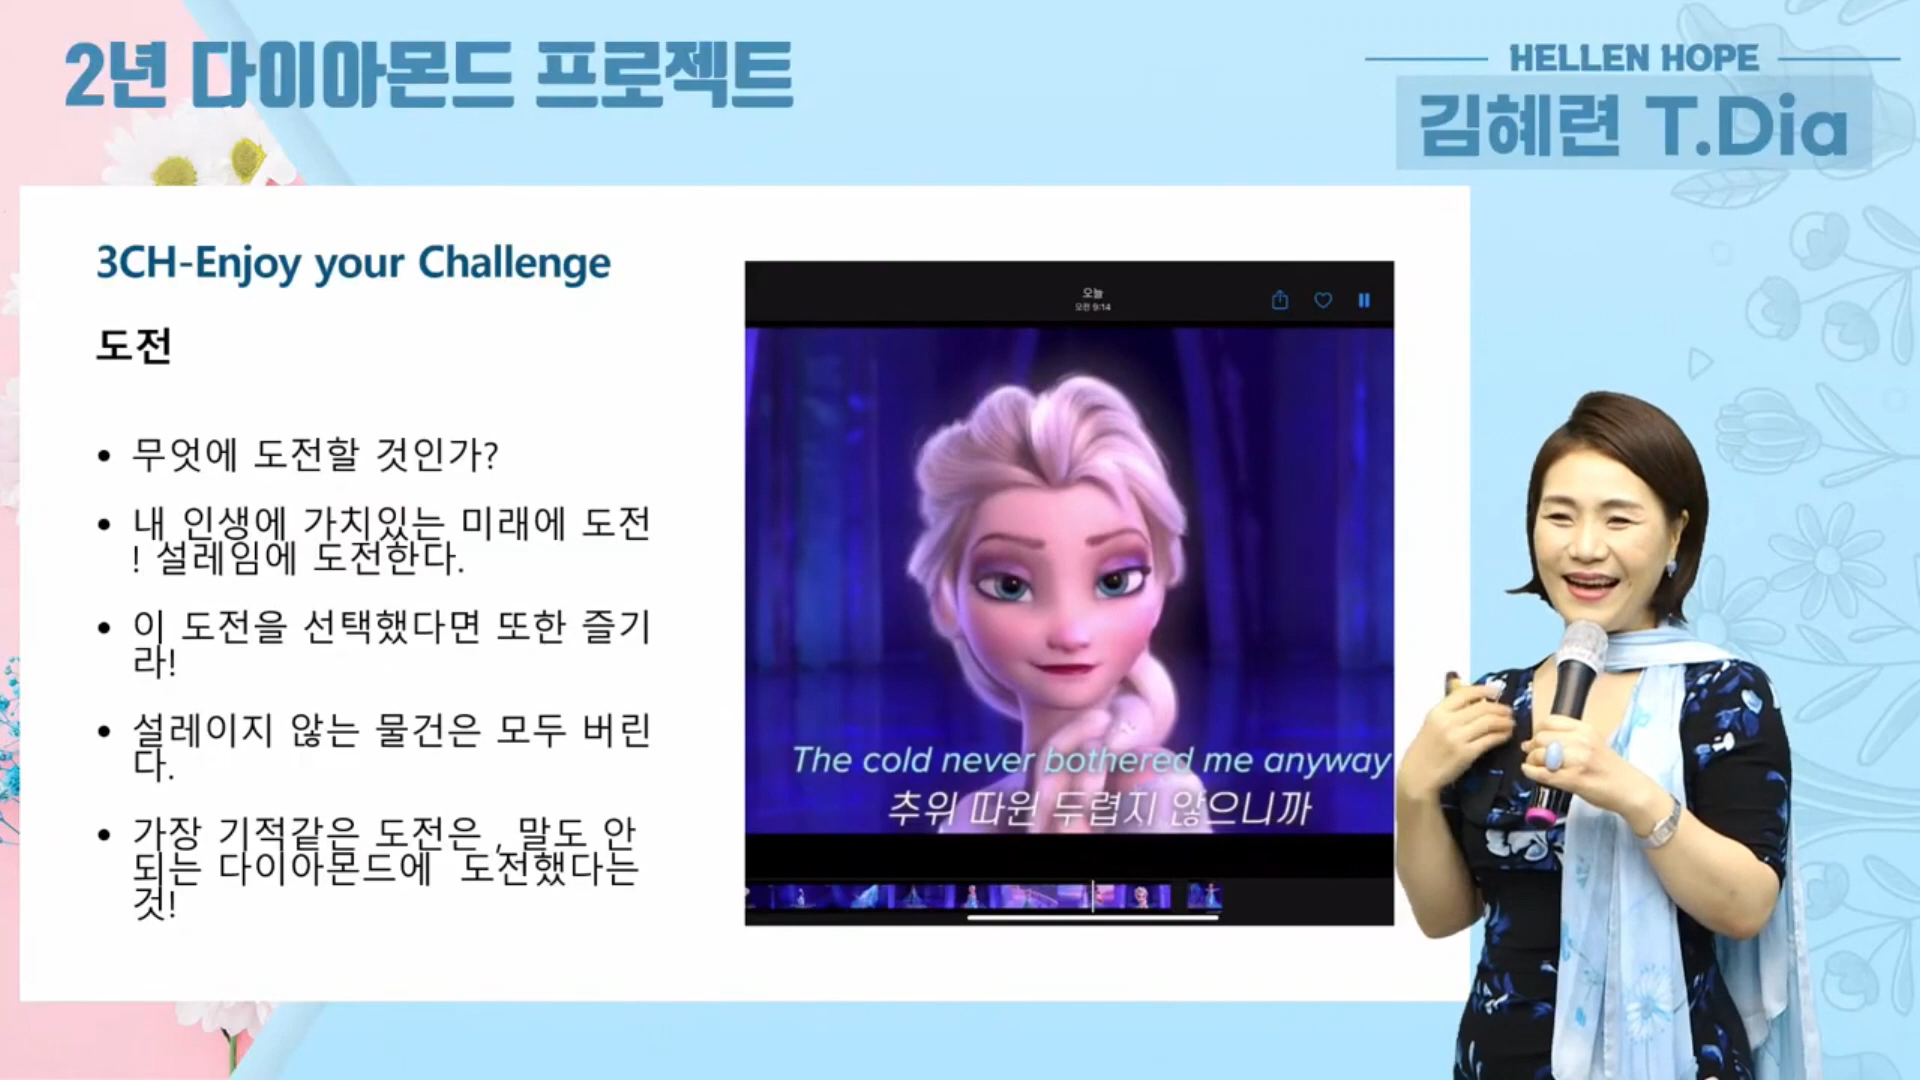 2년 다이아몬드 프로젝트
HELLEN HOPE
김혜련 T.Dia
3CH-Enjoy your Challenge
도전
• 무엇에 도전할 것인가?
• 내 인생에 가치있는 미래에 도전
! 설레임에 도전한다.
• 이 도전을 선택했다면 또한 즐기
라!
• 설레이지 않는 물건은 모두 버린
다.
• 가장 기적같은 도전은 , 말도 안
되는 다이아몬드에 도전했다는
것!
오늘
오전 9:14
The cold never bothered me anyway
추위 따윈 두렵지 않으니까